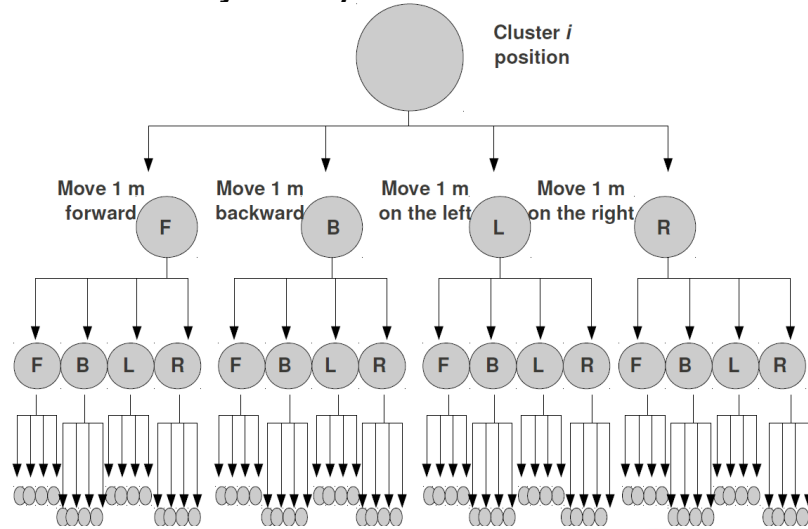 Cluster i
position
Move 1 m
forward
Move 1 m
backward
Move 1 m
on the left
Move 1 m
on the right
F
B
L
R
F B L R
F B L R
F B L R
F B L R